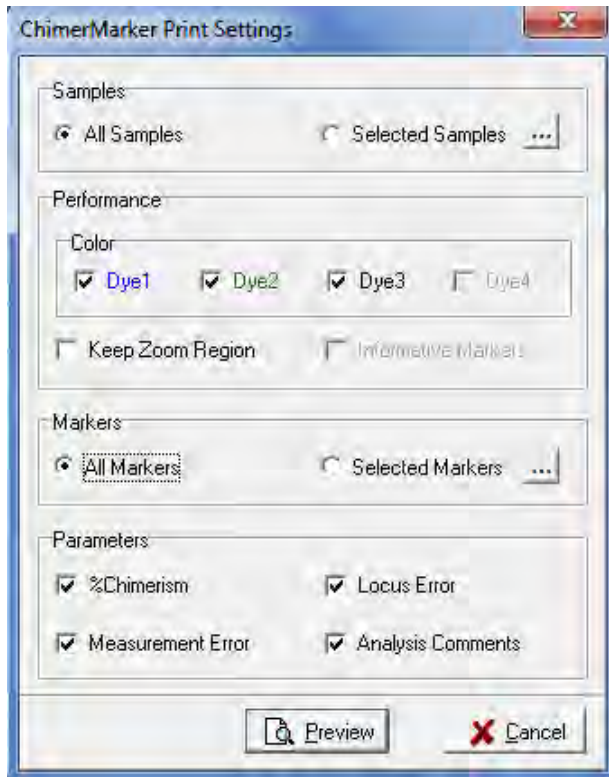 ChimerMarker Print Settings
Samples
All Samples Selected Samples ...
Performance
Color
Dye1 Dye2 Dye3 Dye4
Keep Zoom Region Informative Markers
Markers
All Markers Selected Markers ...
Parameters
%Chimerism Locus Error
Measurement Error Analysis Comments
Preview Cancel